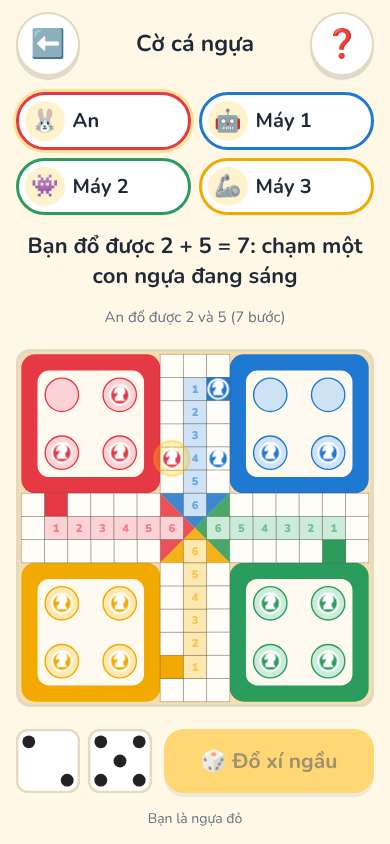 Cờ cá ngựa
An
Máy 1
Máy 2
Máy 3
Bạn đổ được 2 + 5 = 7: chạm một
con ngựa đang sáng
An đổ được 2 và 5 (7 bước)
1
2
3
4
5
6
1 2 3 4 5 6
6 5 4 3 2 1
6
5
4
3
2
1
Đổ xí ngầu
Bạn là ngựa đỏ